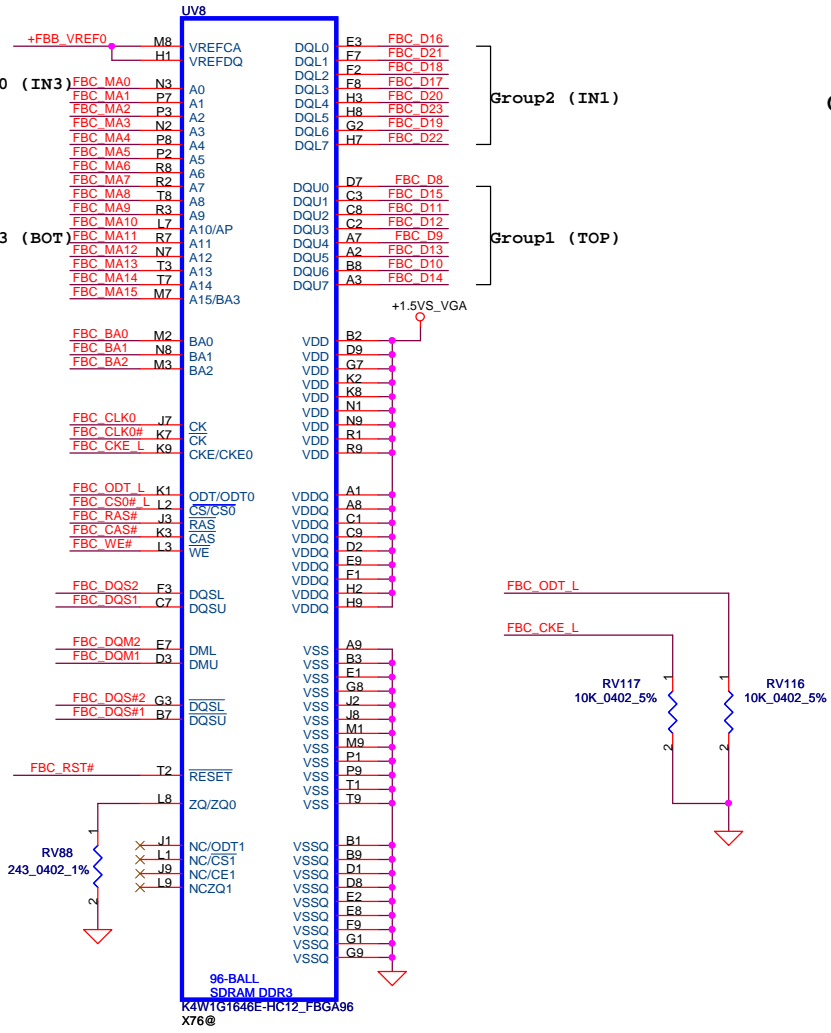 UV8
+FBB_VREF0 M8 VREFCA DQL0 E3 FBC_D16
H1 VREFDQ DQL1 F7 FBC_D21
DQL2 F2 FBC_D18
0 (IN3) FBC_MA0 N3 A0 DQL3 F8 FBC_D17
FBC_MA1 P7 A1 DQL4 H3 FBC_D20 Group2 (IN1)
FBC_MA2 P3 A2 DQL5 H8 FBC_D23
FBC_MA3 N2 A3 DQL6 G2 FBC_D19
FBC_MA4 P8 A4 DQL7 H7 FBC_D22
FBC_MA5 P2 A5
FBC_MA6 R8 A6
FBC_MA7 R2 A7 DQU0 D7 FBC_D8
FBC_MA8 T8 A8 DQU1 C3 FBC_D15
FBC_MA9 R3 A9 DQU2 C8 FBC_D11
FBC_MA10 L7 A10/AP DQU3 C2 FBC_D12
3 (BOT) FBC_MA11 R7 A11 DQU4 A7 FBC_D9 Group1 (TOP)
FBC_MA12 N7 A12 DQU5 A2 FBC_D13
FBC_MA13 T3 A13 DQU6 B8 FBC_D10
FBC_MA14 T7 A14 DQU7 A3 FBC_D14
FBC_MA15 M7 A15/BA3
+1.5VS_VGA
FBC_BA0 M2 BA0 VDD B2
FBC_BA1 N8 BA1 VDD D9
FBC_BA2 M3 BA2 VDD G7
VDD K2
VDD K8
VDD N1
FBC_CLK0 J7 CK VDD N9
FBC_CLK0# K7 CK VDD R1
FBC_CKE_L K9 CKE/CKE0 VDD R9
FBC_ODT_L K1 ODT/ODT0 VDDQ A1
FBC_CS0#_L L2 CS/CS0 VDDQ A8
FBC_RAS# J3 RAS VDDQ C1
FBC_CAS# K3 CAS VDDQ C9
FBC_WE# L3 WE VDDQ D2
VDDQ E9
VDDQ F1
FBC_DQS2 F3 DQSL VDDQ H2
FBC_DQS1 C7 DQSU VDDQ H9
FBC_ODT_L
FBC_CKE_L
FBC_DQM2 E7 DML VSS A9
FBC_DQM1 D3 DMU VSS B3
VSS E1
VSS G8
FBC_DQS#2 G3 DQSL VSS J2
FBC_DQS#1 B7 DQSU VSS J8
VSS M1
VSS M9
VSS P1
FBC_RST# T2 RESET VSS P9
VSS T1
L8 ZQ/ZQ0 VSS T9
1 RV117 10K_0402_5% 2
1 RV116 10K_0402_5% 2
1 RV88 243_0402_1% 2
J1 NC/ODT1 VSSQ B1
L1 NC/CS1 VSSQ B9
J9 NC/CE1 VSSQ D1
L9 NCZQ1 VSSQ D8
VSSQ E2
VSSQ E8
VSSQ F9
VSSQ G1
VSSQ G9
96-BALL
SDRAM DDR3
K4W1G1646E-HC12_FBGA96
X76@